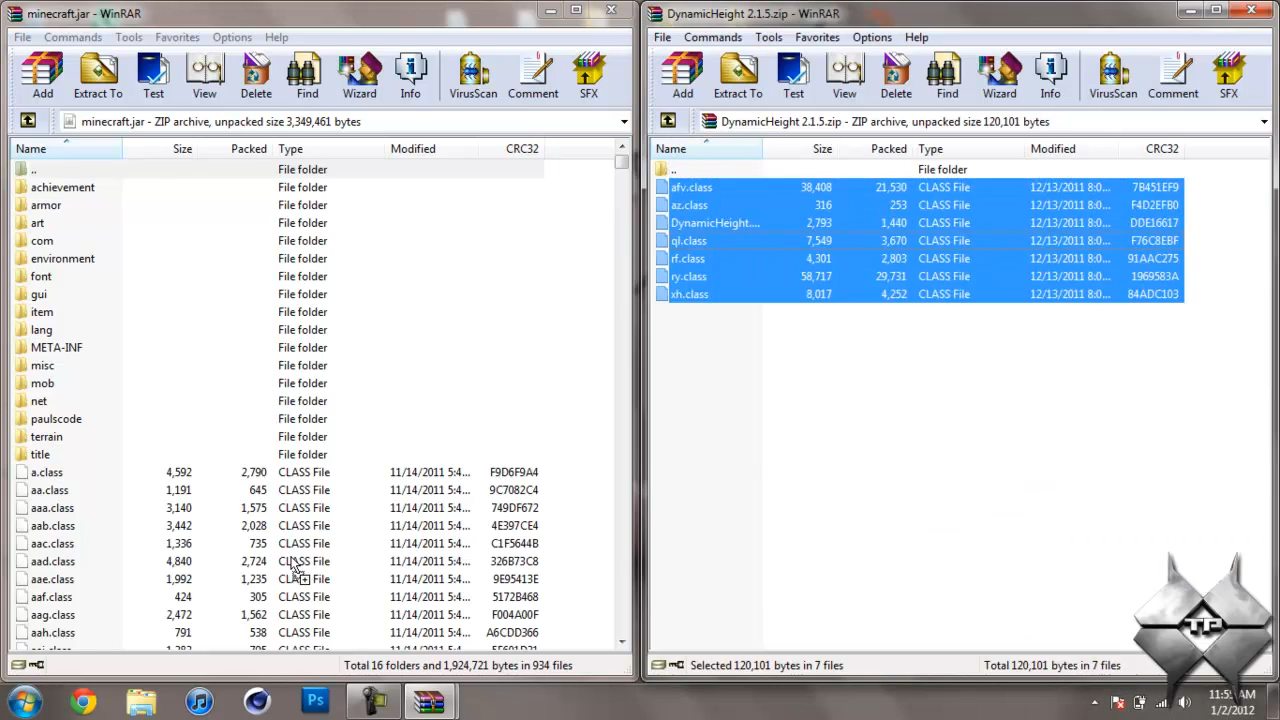 minecraft.jar - WinRAR
File Commands Tools Favorites Options Help
Add Extract To Test View Delete Find Wizard Info VirusScan Comment SFX
minecraft.jar - ZIP archive, unpacked size 3,349,461 bytes
Name Size Packed Type Modified CRC32
.. File folder
achievement File folder
armor File folder
art File folder
com File folder
environment File folder
font File folder
gui File folder
item File folder
lang File folder
META-INF File folder
misc File folder
mob File folder
net File folder
paulscode File folder
terrain File folder
title File folder
a.class 4,592 2,790 CLASS File 11/14/2011 5:4... F9D6F9A4
aa.class 1,191 645 CLASS File 11/14/2011 5:4... 9C7082C4
aaa.class 3,140 1,575 CLASS File 11/14/2011 5:4... 749DF672
aab.class 3,442 2,028 CLASS File 11/14/2011 5:4... 4E397CE4
aac.class 1,336 735 CLASS File 11/14/2011 5:4... C1F5644B
aad.class 4,840 2,724 CLASS File 11/14/2011 5:4... 326B73C8
aae.class 1,992 1,235 CLASS File 11/14/2011 5:4... 9E95413E
aaf.class 424 305 CLASS File 11/14/2011 5:4... 5172B468
aag.class 2,472 1,562 CLASS File 11/14/2011 5:4... F004A00F
aah.class 791 538 CLASS File 11/14/2011 5:4... A6CDD366
Total 16 folders and 1,924,721 bytes in 934 files
DynamicHeight 2.1.5.zip - WinRAR
File Commands Tools Favorites Options Help
Add Extract To Test View Delete Find Wizard Info VirusScan Comment SFX
DynamicHeight 2.1.5.zip - ZIP archive, unpacked size 120,101 bytes
Name Size Packed Type Modified CRC32
.. File folder
afv.class 38,408 21,530 CLASS File 12/13/2011 8:0... 7B451EF9
az.class 316 253 CLASS File 12/13/2011 8:0... F4D2EFB0
DynamicHeight.... 2,793 1,440 CLASS File 12/13/2011 8:0... DDE16617
ql.class 7,549 3,670 CLASS File 12/13/2011 8:0... F76C8EBF
rf.class 4,301 2,803 CLASS File 12/13/2011 8:0... 91AAC275
ry.class 58,717 29,731 CLASS File 12/13/2011 8:0... 1969583A
xh.class 8,017 4,252 CLASS File 12/13/2011 8:0... 84ADC103
Selected 120,101 bytes in 7 files Total 120,101 bytes in 7 files
TP
Ps
1/2/2012